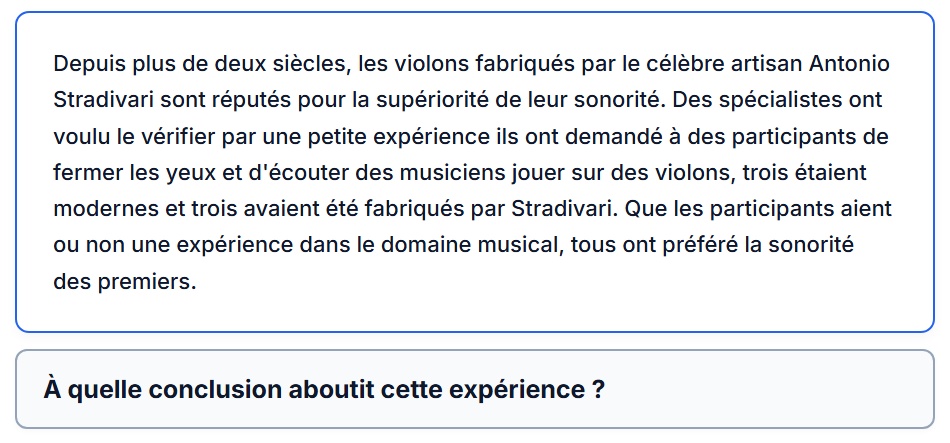 Depuis plus de deux siècles, les violons fabriqués par le célèbre artisan Antonio
Stradivari sont réputés pour la supériorité de leur sonorité. Des spécialistes ont
voulu le vérifier par une petite expérience ils ont demandé à des participants de
fermer les yeux et d'écouter des musiciens jouer sur des violons, trois étaient
modernes et trois avaient été fabriqués par Stradivari. Que les participants aient
ou non une expérience dans le domaine musical, tous ont préféré la sonorité
des premiers.
À quelle conclusion aboutit cette expérience ?